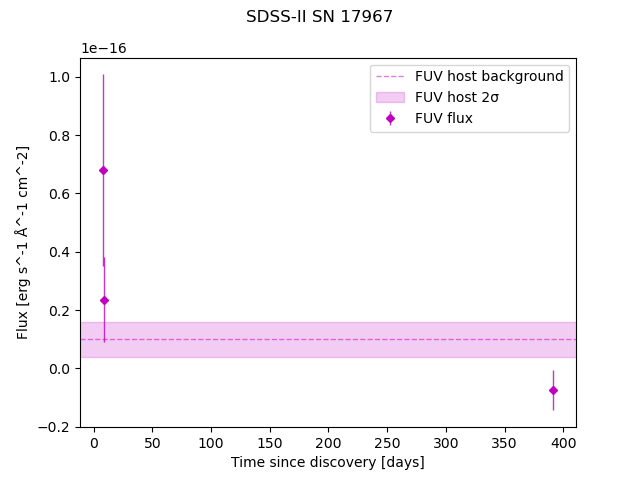 SDSS-II SN 17967
1e−16
FUV host background
FUV host 2σ
FUV flux
1.0
0.8
0.6
0.4
0.2
0.0
−0.2
Flux [erg s^-1 Å^-1 cm^-2]
0 50 100 150 200 250 300 350 400
Time since discovery [days]